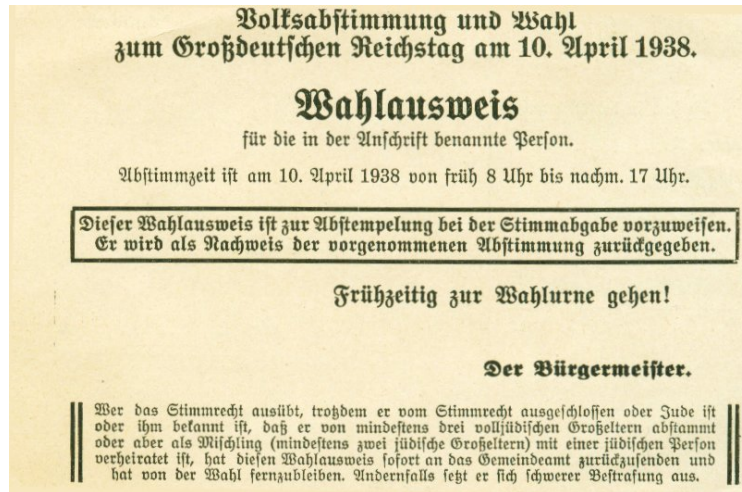 Volksabstimmung und Wahl
zum Großdeutschen Reichstag am 10. April 1938.
Wahlausweis
für die in der Anschrift benannte Person.
Abstimmzeit ist am 10. April 1938 von früh 8 Uhr bis nachm. 17 Uhr.
Dieser Wahlausweis ist zur Abstempelung bei der Stimmabgabe vorzuweisen.
Er wird als Nachweis der vorgenommenen Abstimmung zurückgegeben.
Frühzeitig zur Wahlurne gehen!
Der Bürgermeister.
Wer das Stimmrecht ausübt, trotzdem er vom Stimmrecht ausgeschlossen oder Jude ist
oder ihm bekannt ist, daß er von mindestens drei volljüdischen Großeltern abstammt
oder aber als Mischling (mindestens zwei jüdische Großeltern) mit einer jüdischen Person
verheiratet ist, hat diesen Wahlausweis sofort an das Gemeindeamt zurückzusenden und
hat von der Wahl fernzubleiben. Andernfalls setzt er sich schwerer Bestrafung aus.